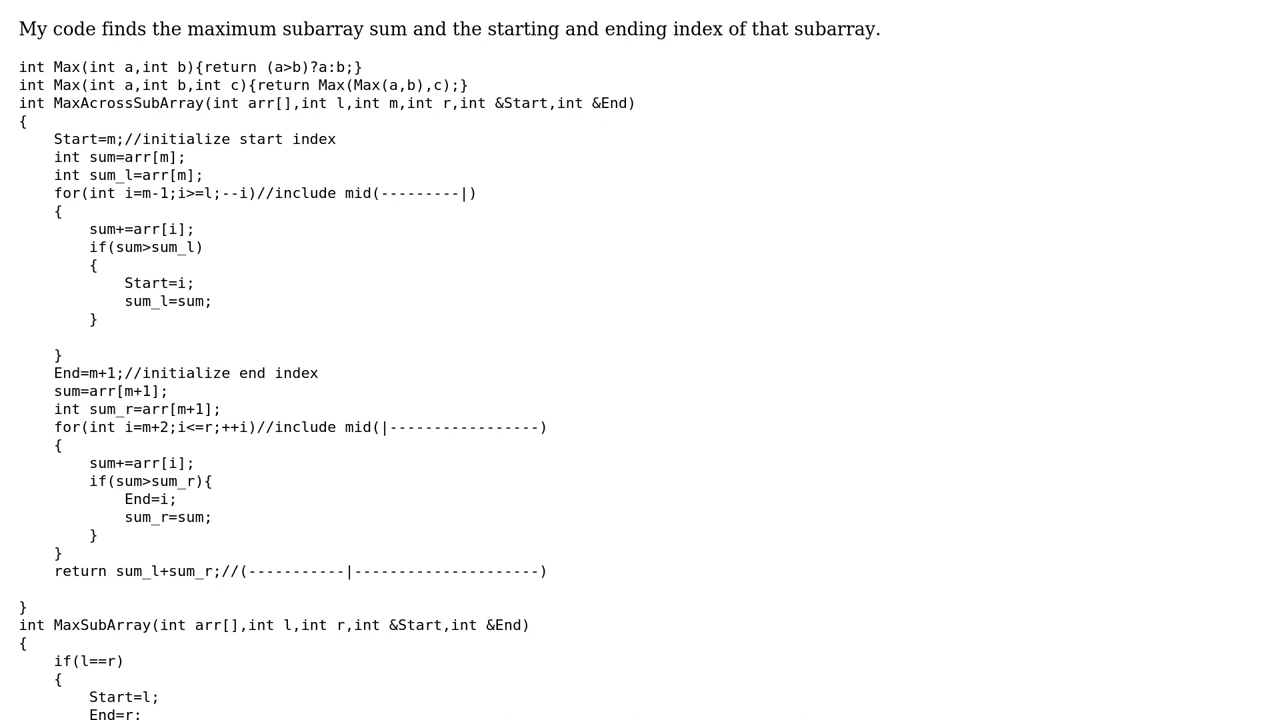 My code finds the maximum subarray sum and the starting and ending index of that subarray.
int Max(int a,int b){return (a>b)?a:b;}
int Max(int a,int b,int c){return Max(Max(a,b),c);}
int MaxAcrossSubArray(int arr[],int l,int m,int r,int &Start,int &End)
{
    Start=m;//initialize start index
    int sum=arr[m];
    int sum_l=arr[m];
    for(int i=m-1;i>=l;--i)//include mid(---------|)
    {
        sum+=arr[i];
        if(sum>sum_l)
        {
            Start=i;
            sum_l=sum;
        }
    }
    End=m+1;//initialize end index
    sum=arr[m+1];
    int sum_r=arr[m+1];
    for(int i=m+2;i<=r;++i)//include mid(|-----------------)
    {
        sum+=arr[i];
        if(sum>sum_r){
            End=i;
            sum_r=sum;
        }
    }
    return sum_l+sum_r;//(-----------|---------------------)
}
int MaxSubArray(int arr[],int l,int r,int &Start,int &End)
{
    if(l==r)
    {
        Start=l;
        End=r;